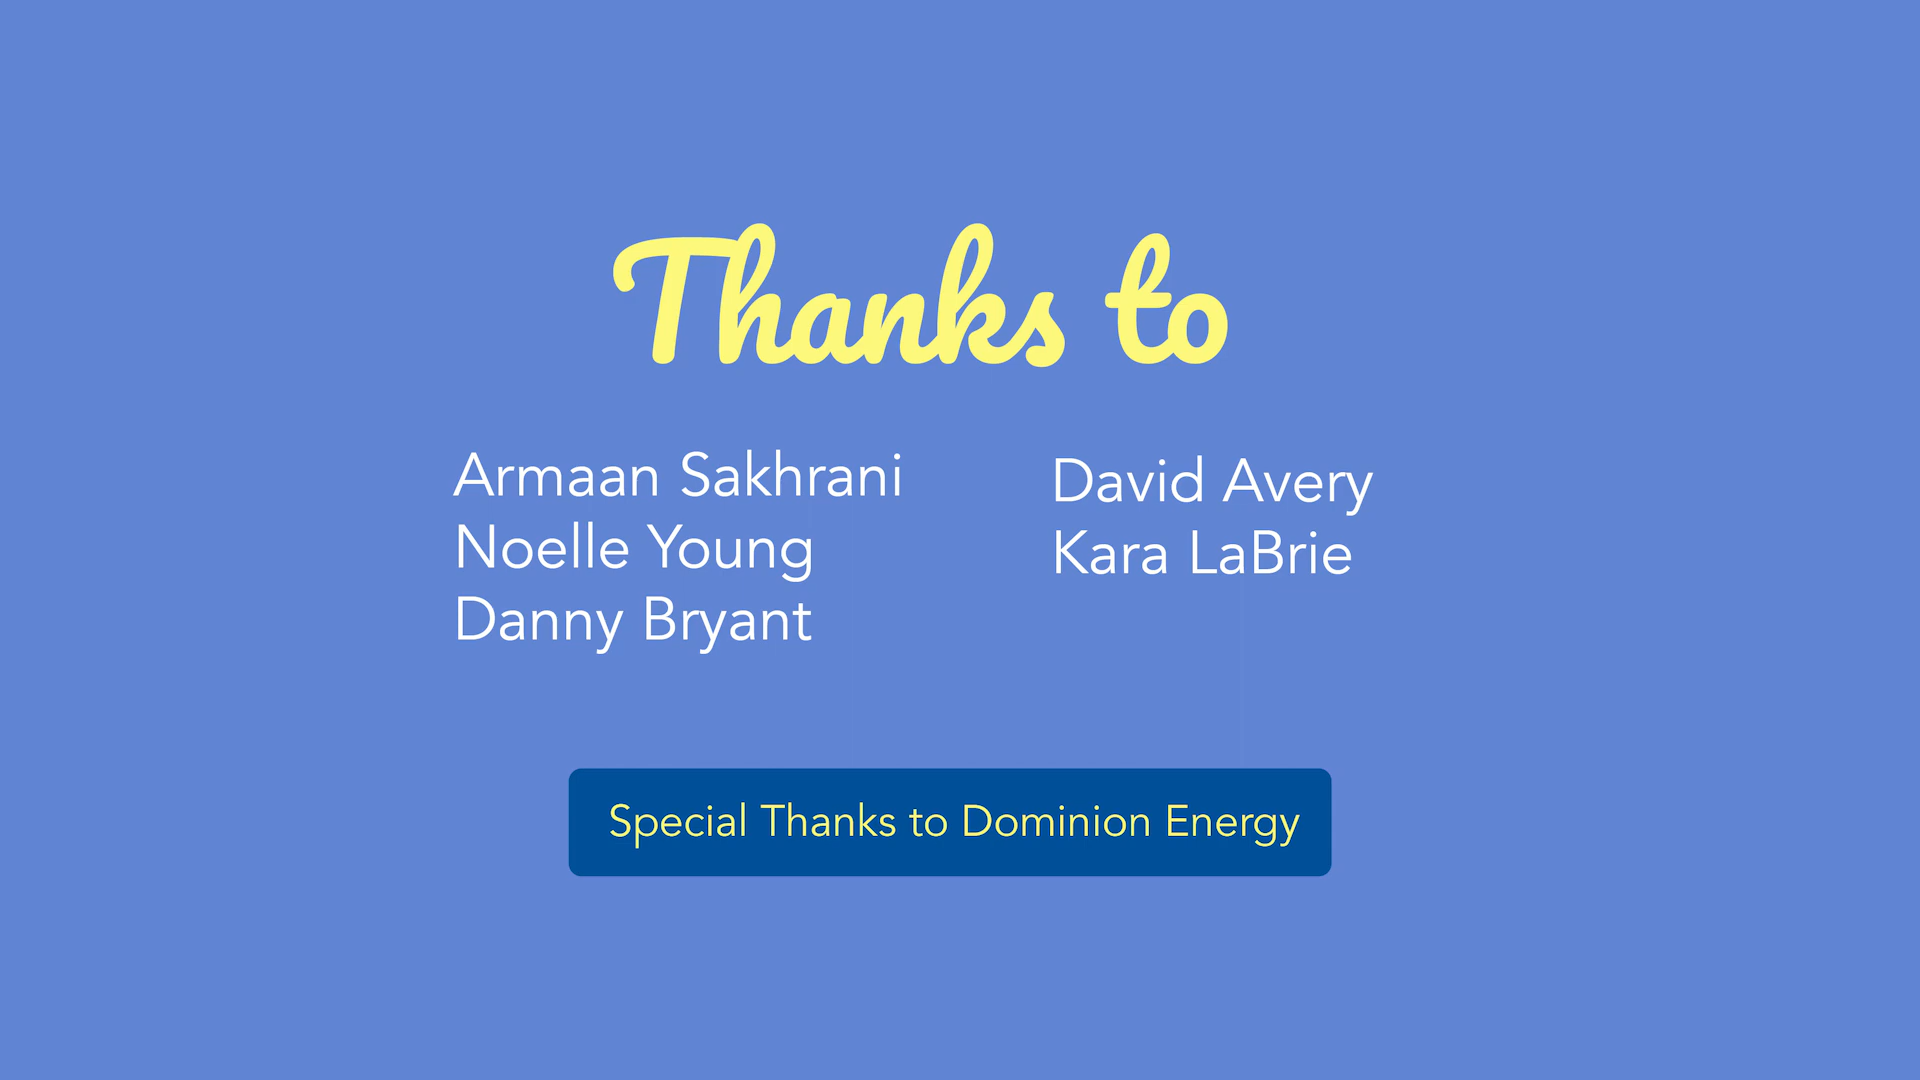 Thanks to
Armaan Sakhrani
Noelle Young
Danny Bryant
David Avery
Kara LaBrie
Special Thanks to Dominion Energy